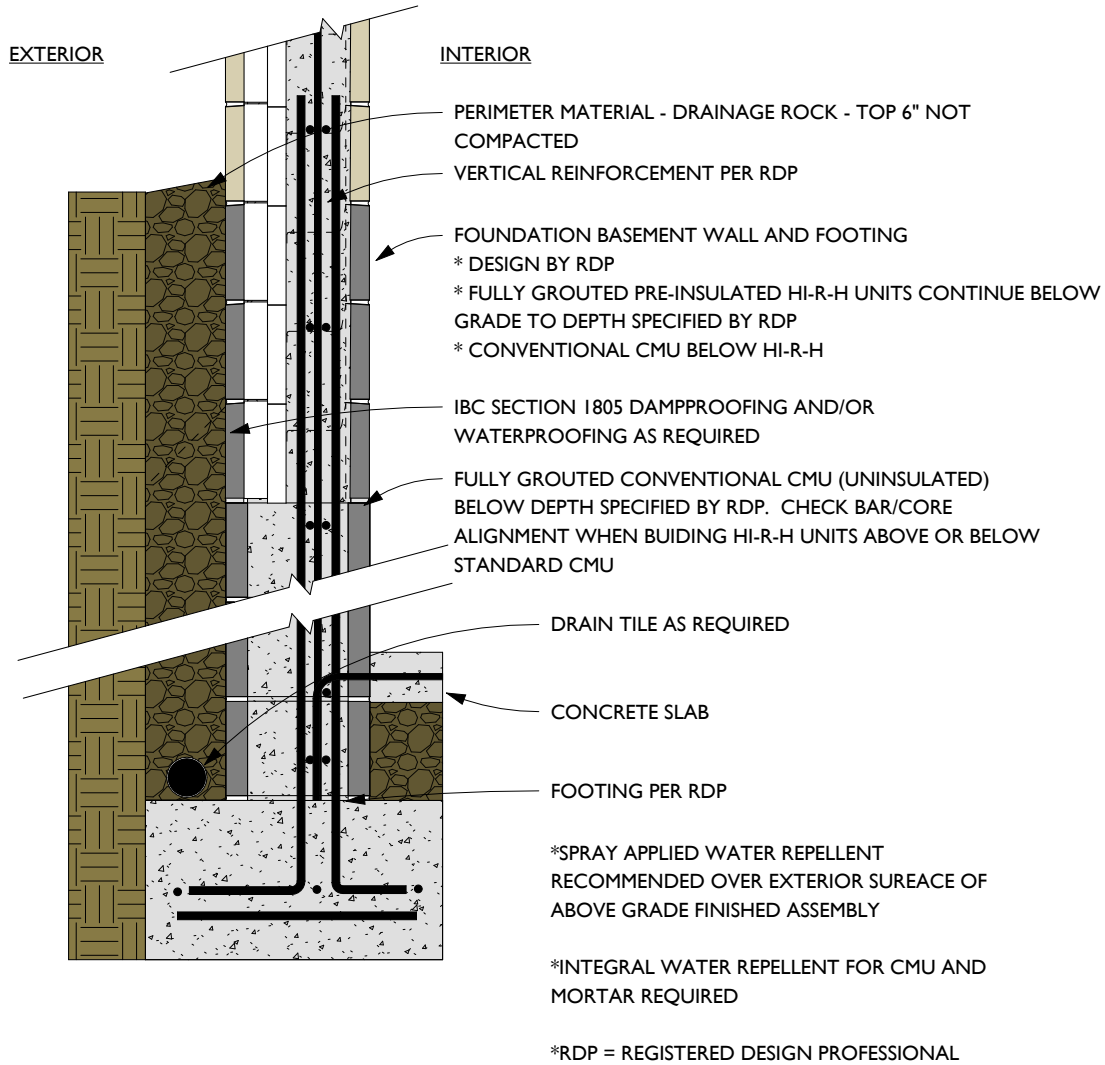 EXTERIOR
INTERIOR
PERIMETER MATERIAL - DRAINAGE ROCK - TOP 6" NOT
COMPACTED
VERTICAL REINFORCEMENT PER RDP
FOUNDATION BASEMENT WALL AND FOOTING
* DESIGN BY RDP
* FULLY GROUTED PRE-INSULATED HI-R-H UNITS CONTINUE BELOW
GRADE TO DEPTH SPECIFIED BY RDP
* CONVENTIONAL CMU BELOW HI-R-H
IBC SECTION 1805 DAMPPROOFING AND/OR
WATERPROOFING AS REQUIRED
FULLY GROUTED CONVENTIONAL CMU (UNINSULATED)
BELOW DEPTH SPECIFIED BY RDP. CHECK BAR/CORE
ALIGNMENT WHEN BUIDING HI-R-H UNITS ABOVE OR BELOW
STANDARD CMU
DRAIN TILE AS REQUIRED
CONCRETE SLAB
FOOTING PER RDP
*SPRAY APPLIED WATER REPELLENT
RECOMMENDED OVER EXTERIOR SUREACE OF
ABOVE GRADE FINISHED ASSEMBLY
*INTEGRAL WATER REPELLENT FOR CMU AND
MORTAR REQUIRED
*RDP = REGISTERED DESIGN PROFESSIONAL